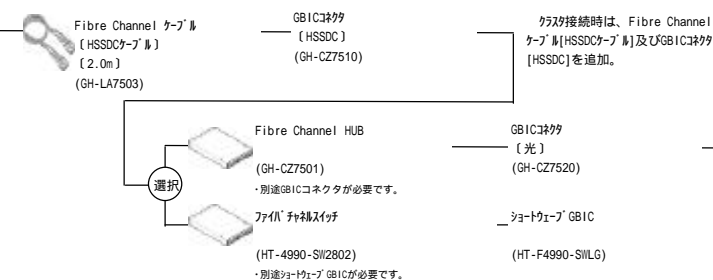 Fibre Channel ｹｰﾌﾞﾙ
〔HSSDCｹｰﾌﾞﾙ〕
〔2.0m〕
(GH-LA7503)
GBICｺﾈｸﾀ
〔HSSDC〕
(GH-CZ7510)
ｸﾗｽﾀ接続時は、Fibre Channel
ｹｰﾌﾞﾙ[HSSDCｹｰﾌﾞﾙ]及びGBICｺﾈｸﾀ
[HSSDC]を追加。
選択
Fibre Channel HUB
(GH-CZ7501)
・別途GBICコネクタが必要です。
GBICｺﾈｸﾀ
〔光〕
(GH-CZ7520)
ﾌｧｲﾊﾞﾁｬﾈﾙｽｲｯﾁ
(HT-4990-SW2802)
・別途ｼｮｰﾄｳｪｰﾌﾞGBICが必要です。
ｼｮｰﾄｳｪｰﾌﾞGBIC
(HT-F4990-SWLG)